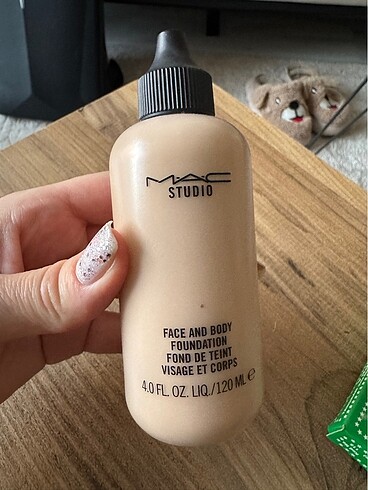 MAC
STUDIO
FACE AND BODY
FOUNDATION
FOND DE TEINT
VISAGE ET CORPS
4.0 FL. OZ. LIQ./120 ML ℮